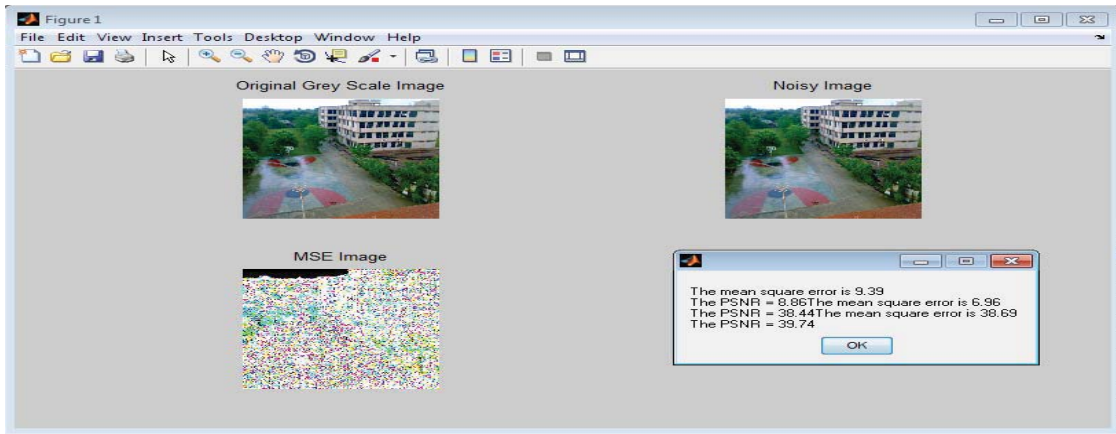 Figure 1
File Edit View Insert Tools Desktop Window Help
Original Grey Scale Image
Noisy Image
MSE Image
The mean square error is 9.39
The PSNR = 8.86The mean square error is 6.96
The PSNR = 38.44The mean square error is 38.69
The PSNR = 39.74
OK